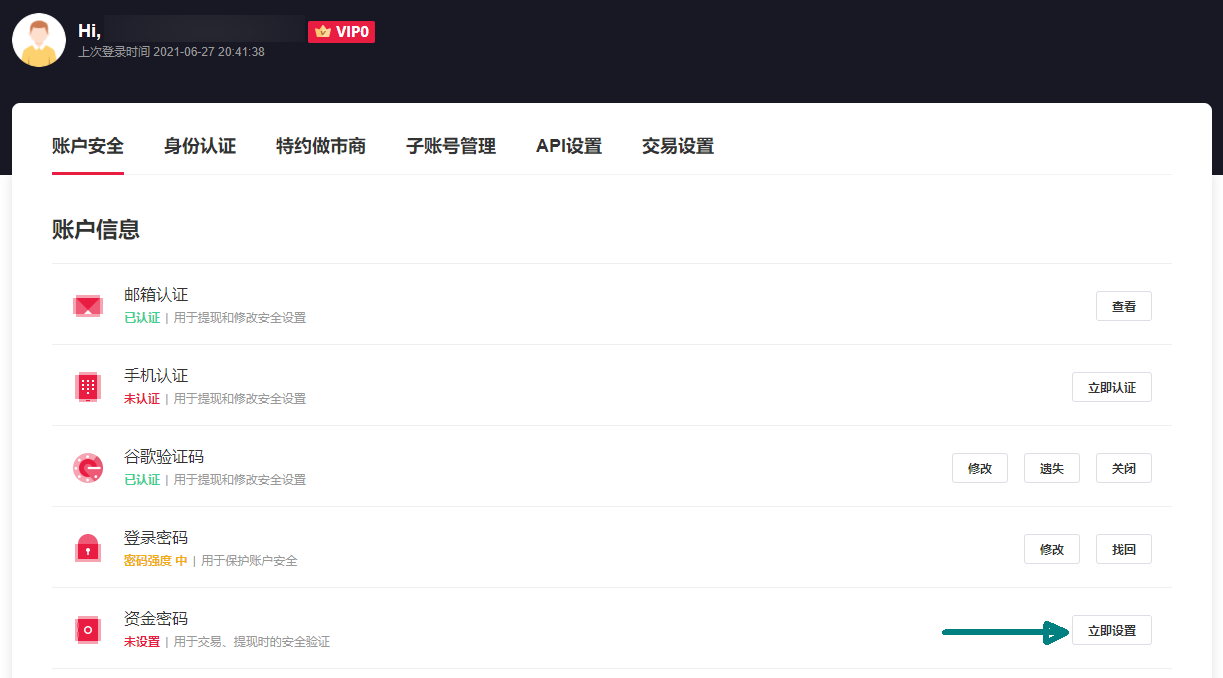 Hi,
VIP0
上次登录时间 2021-06-27 20:41:38
账户安全 身份认证 特约做市商 子账号管理 API设置 交易设置
账户信息
邮箱认证
已认证 | 用于提现和修改安全设置
查看
手机认证
未认证 | 用于提现和修改安全设置
立即认证
谷歌验证码
已认证 | 用于提现和修改安全设置
修改 遗失 关闭
登录密码
密码强度 中 | 用于保护账户安全
修改 找回
资金密码
未设置 | 用于交易、提现时的安全验证
立即设置